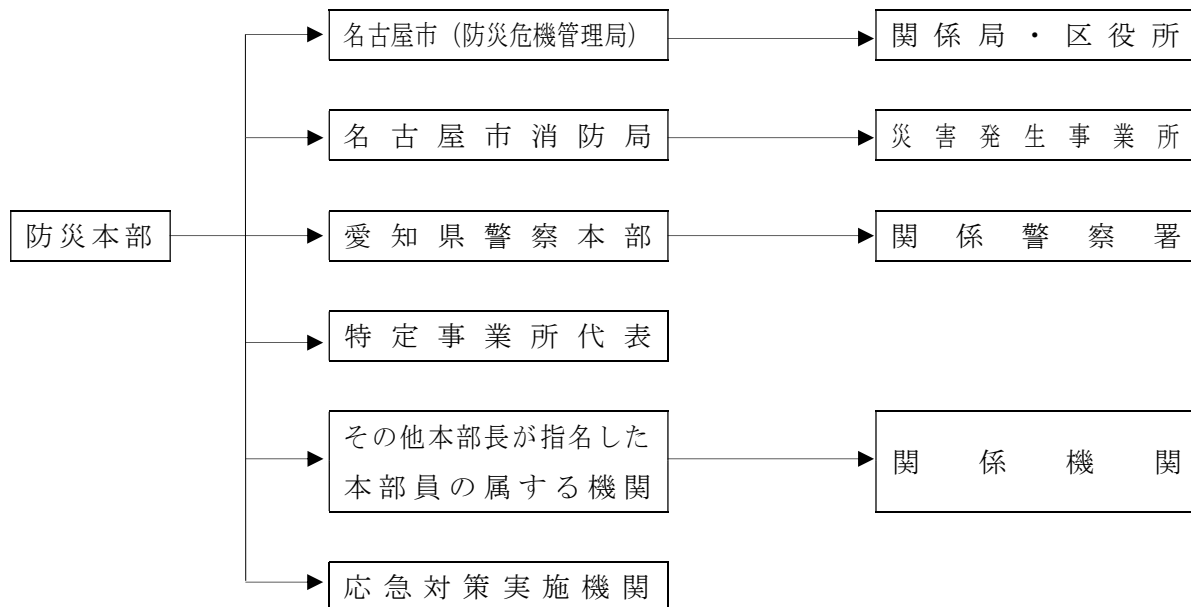 名古屋市（防災危機管理局）
関係局・区役所
名古屋市消防局
災害発生事業所
防災本部
愛知県警察本部
関係警察署
特定事業所代表
その他本部長が指名した
本部員の属する機関
関係機関
応急対策実施機関